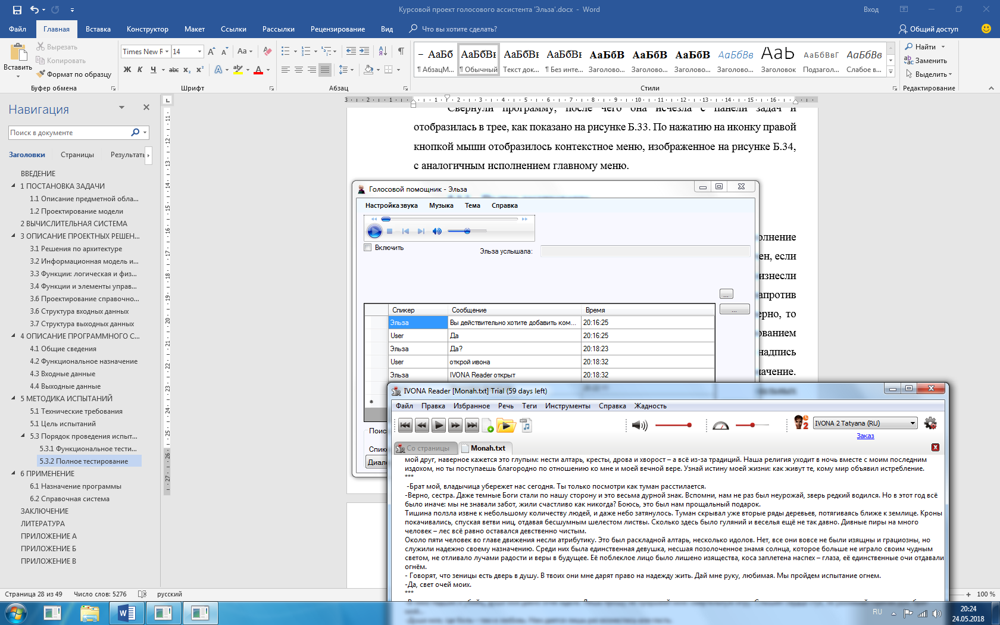 Курсовой проект голосового ассистента 'Эльза'.docx - Word
Вход
Файл Главная Вставка Конструктор Макет Ссылки Рассылки Рецензирование Вид Что вы хотите сделать? Общий доступ
Вставить
Вырезать
Копировать
Формат по образцу
Буфер обмена
Times New R 14
Шрифт
Абзац
АаБб АаБбВı АаБбВı АаБбВı АаБбВ АаБбВ АаБбВ АаБбВв АаЬ АаБбВвГ АаБбВв
¶ АбзацМ... ¶ Обычный Текст док... ¶ Без инте... Заголово... Заголово... Заголово... Заголово... Заголовок Подзагол... Слабое в...
Стили
Найти
Заменить
Выделить
Редактирование
Навигация
Поиск в документе
Заголовки Страницы Результаты
ВВЕДЕНИЕ
1 ПОСТАНОВКА ЗАДАЧИ
1.1 Описание предметной обла...
1.2 Проектирование модели
2 ВЫЧИСЛИТЕЛЬНАЯ СИСТЕМА
3 ОПИСАНИЕ ПРОЕКТНЫХ РЕШЕН...
3.1 Решения по архитектуре
3.2 Информационная модель и...
3.3 Функции: логическая и физ...
3.4 Функции и элементы управ...
3.6 Проектирование справочно...
3.6 Структура входных данных
3.7 Структура выходных данных
4 ОПИСАНИЕ ПРОГРАММНОГО С...
4.1 Общие сведения
4.2 Функциональное назначение
4.3 Входные данные
4.4 Выходные данные
5 МЕТОДИКА ИСПЫТАНИЙ
5.1 Технические требования
5.1 Цель испытаний
5.3 Порядок проведения испыт...
5.3.1 Функциональное тести...
5.3.2 Полное тестирование
6 ПРИМЕНЕНИЕ
6.1 Назначение программы
6.2 Справочная система
ЗАКЛЮЧЕНИЕ
ЛИТЕРАТУРА
ПРИЛОЖЕНИЕ А
ПРИЛОЖЕНИЕ Б
ПРИЛОЖЕНИЕ В
Свернули программу, после чего она исчезла с панели задач и
отобразилась в трее, как показано на рисунке Б.33. По нажатию на иконку правой
кнопкой мыши отобразилось контекстное меню, изображенное на рисунке Б.34,
с аналогичным исполнением главному меню.
олнение
ен, если
изнесли
апротив
ерно, то
ованием
надпись
начение.
Голосовой помощник - Эльза
Настройка звука Музыка Тема Справка
Включить
Эльза услышала:
...
...
Спикер Сообщение Время
Эльза Вы действительно хотите добавить ком... 20:16:25
User Да 20:16:25
Эльза Да? 20:18:23
User открой ивона 20:18:32
Эльза IVONA Reader открыт 20:18:32
Поис
Спике
Диало
IVONA Reader [Monah.txt] Trial (59 days left)
Файл Правка Избранное Речь Теги Инструменты Справка Жадность
IVONA 2 Tatyana (RU)
Заказ
Со страницы Monah.txt
мой друг, наверное кажется это глупым: нести алтарь, кресты, дрова и хворост – а всё из-за традиций. Наша религия уходит в ночь вместе с моим последним
издохом, но ты поступаешь благородно по отношению ко мне и моей вечной вере. Узнай истину моей жизни: как живут те, кому мир объявил истребление.
***
-Брат мой, владычица убережет нас сегодня. Ты только посмотри как туман расстилается.
-Верно, сестра. Даже темные Боги стали по нашу сторону и это весьма дурной знак. Вспомни, нам не раз был неурожай, зверь редкий водился. Но в этот год всё
было иначе: мы не знавали забот, жили счастливо как никогда? Боюсь, это был нам прощальный подарок.
Тишина ползла извне к небольшому количеству людей, и даже небо затянулось. Туман скрывал уже вторые ряды деревьев, потягиваясь ближе к землице. Кроны
покачивались, спуская ветви ниц, отдавая бесшумным шелестом листвы. Сколько здесь было гуляний и веселья ещё не так давно. Дивные пиры на много
человек – лес всё равно оставался девственно чистым.
Около пяти человек во главе движения несли атрибутику. Это был раскладной алтарь, несколько идолов. Нет, все они вовсе не были изящны и грациозны, но
служили надежно своему назначению. Среди них была единственная девушка, несшая позолоченное знамя солнца, которое больше не играло своим чудным
светом, не отливало лучами радости и веры в будущее. Её поблеклое лицо было лишено изящества, коса заплетена наспех – глаза, её единственные очи отдавали
огнём.
- Говорят, что зеницы есть дверь в душу. В твоих они мне дарят право на надежду жить. Дай мне руку, любимая. Мы пройдем испытание огнем.
-Да, свет очей моих.
***
Страница 28 из 49 Число слов: 5276 русский
100 %
RU
20:24
24.05.2018